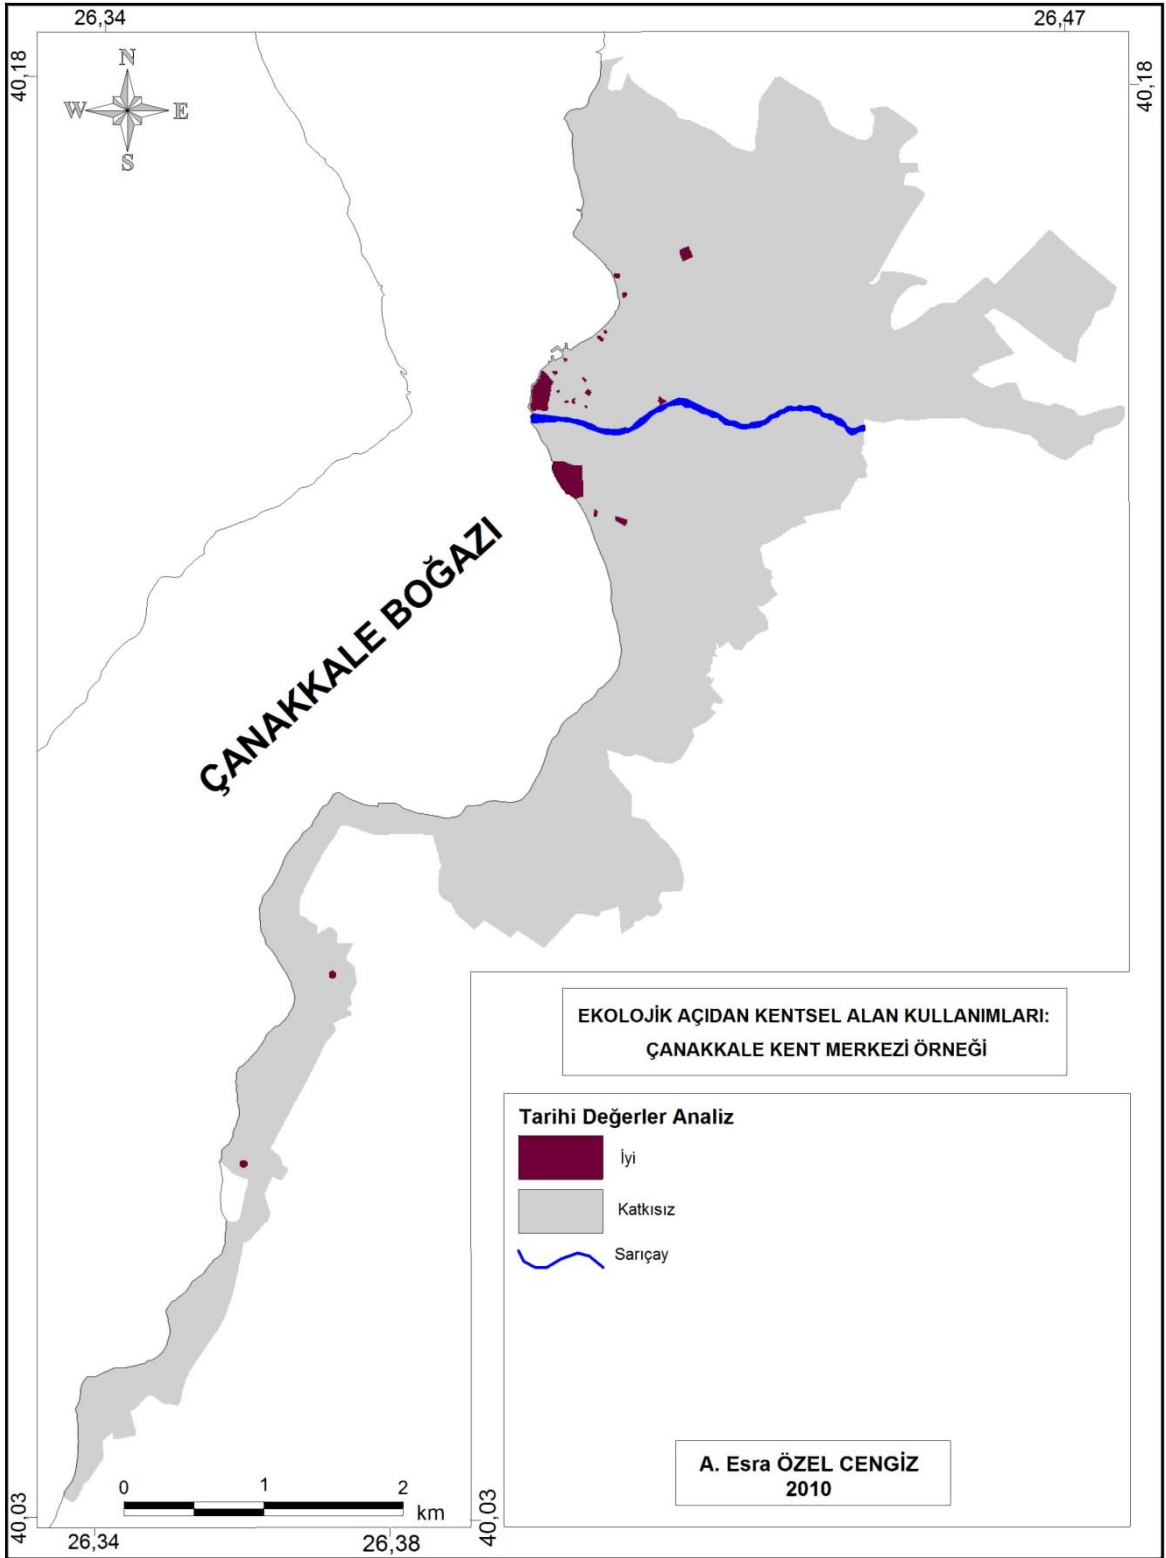 26,34
26,47
40,18
40,18
N
W
E
S
ÇANAKKALE BOĞAZI
EKOLOJİK AÇIDAN KENTSEL ALAN KULLANIMLARI:
ÇANAKKALE KENT MERKEZİ ÖRNEĞİ
Tarihi Değerler Analiz
İyi
Katkısız
Sarıçay
A. Esra ÖZEL CENGİZ
2010
0 1 2
km
40,03
40,03
26,34
26,38